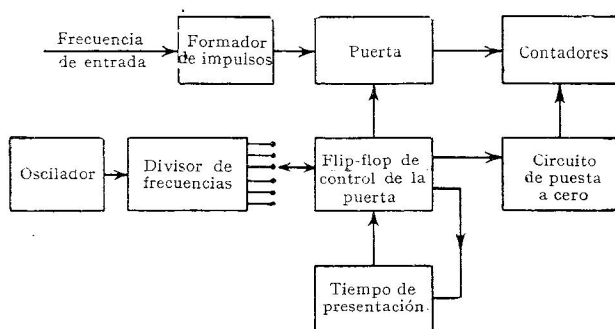 Frecuencia
de entrada
Formador
de impulsos
Puerta
Contadores
Oscilador
Divisor de
frecuencias
Flip-flop de
control de la
puerta
Circuito
de puesta
a cero
Tiempo de
presentación